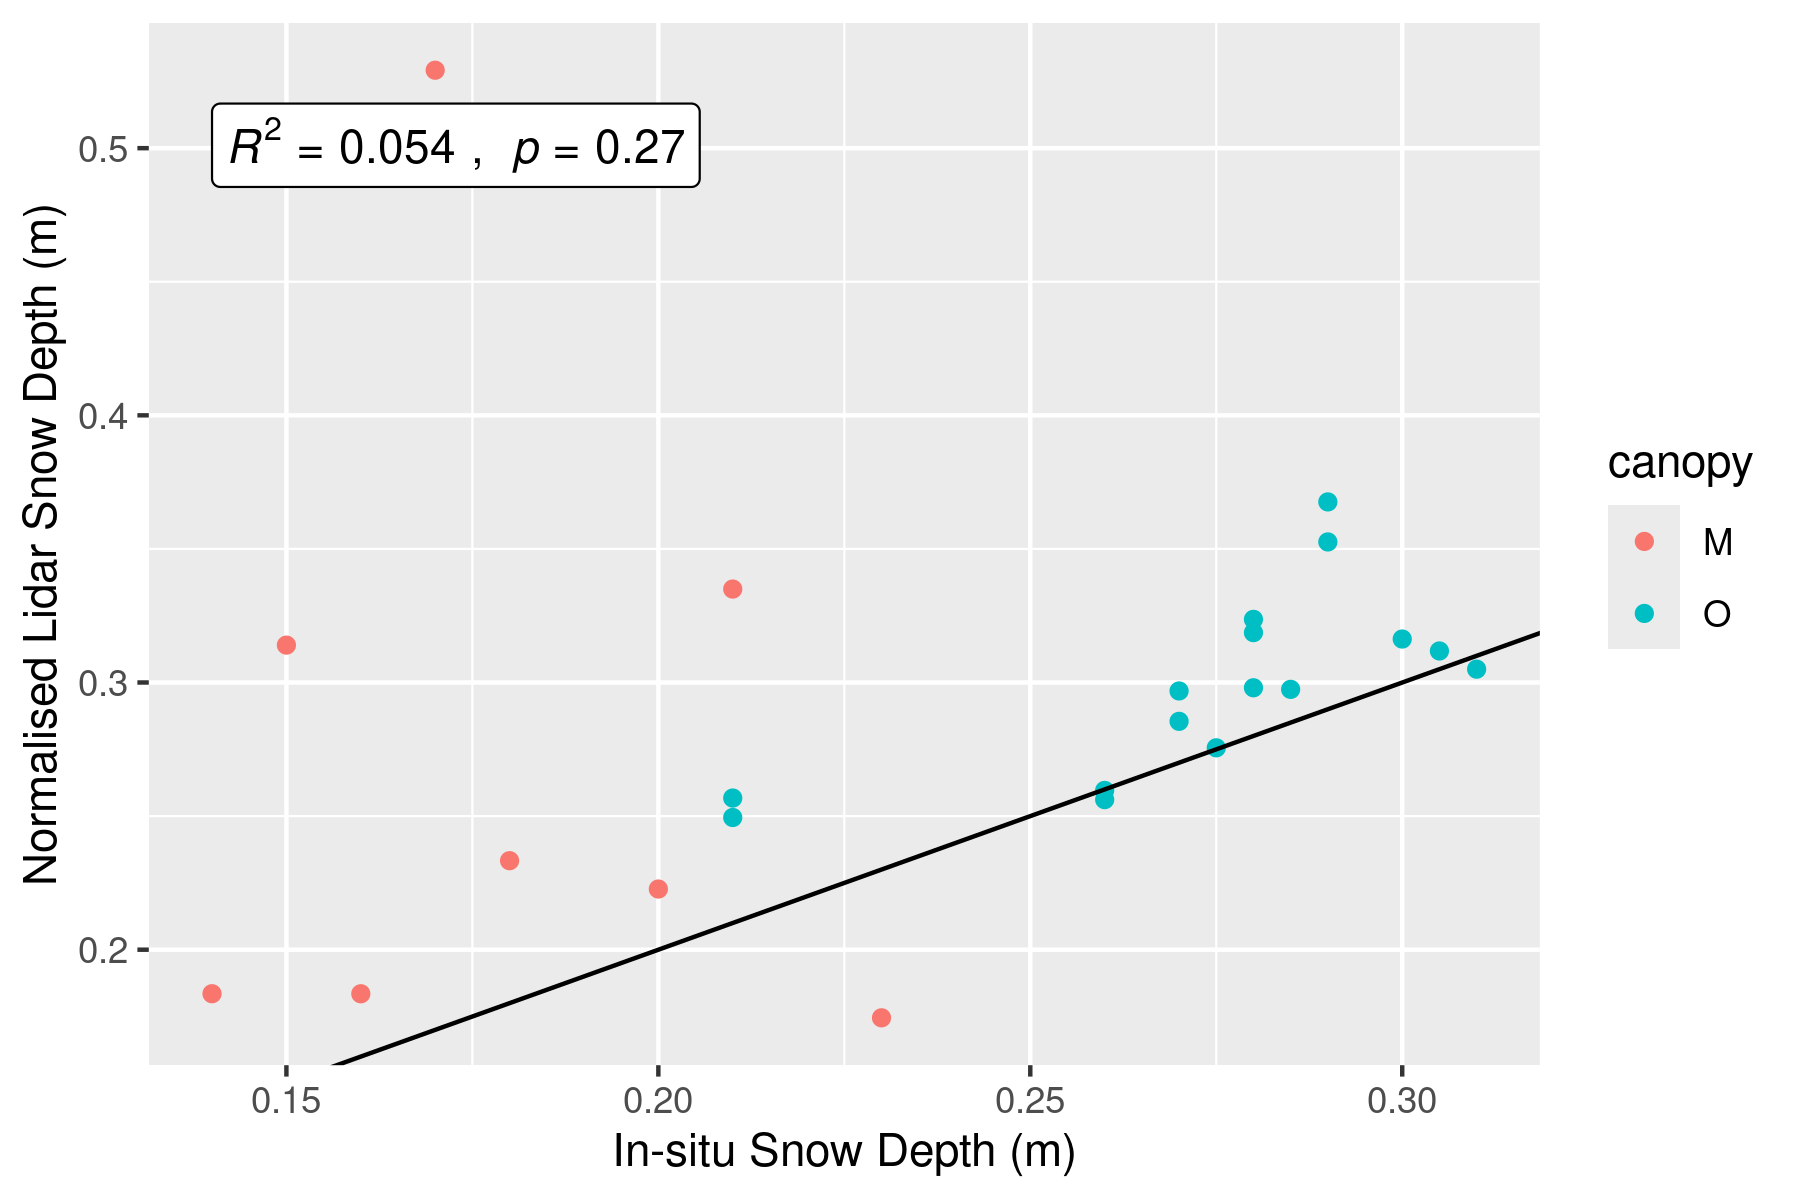 R² = 0.054 , p = 0.27
0.5
0.4
0.3
0.2
Normalised Lidar Snow Depth (m)
0.15 0.20 0.25 0.30
In-situ Snow Depth (m)
canopy
M
O